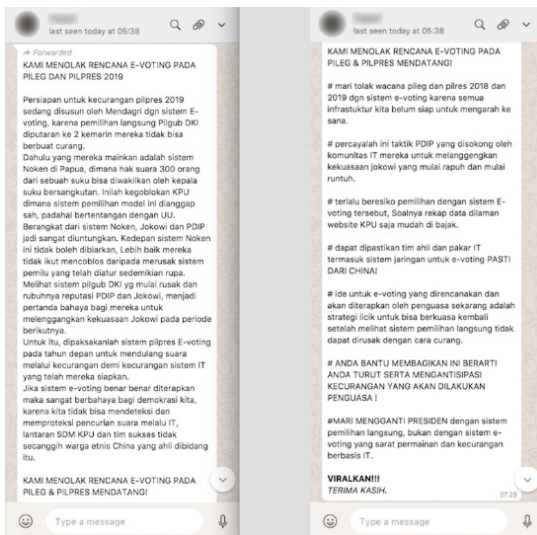 last seen today at 05:38
Forwarded
KAMI MENOLAK RENCANA E-VOTING PADA
PILEG DAN PILPRES 2019
Persiapan untuk kecurangan pilpres 2019
sedang disusun oleh Mendagri dgn sistem E-
voting, karena pemilihan langsung Pilgub DKI
diputaran ke 2 kemarin mereka tidak bisa
berbuat curang.
Dahulu yang mereka mainkan adalah sistem
Noken di Papua, dimana hak suara 300 orang
dari sebuah suku bisa diwakilkan oleh kepala
suku bersangkutan. Inilah kegoblokan KPU
dimana sistem pemilihan model ini dianggap
sah, padahal bertentangan dengan UU.
Berangkat dari sistem Noken, Jokowi dan PDIP
jadi sangat diuntungkan. Kedepan sistem Noken
ini tidak boleh dibiarkan, Lebih baik mereka
tidak ikut mencoblos daripada merusak sistem
pemilu yang telah diatur sedemikian rupa.
Melihat sistem pilgub DKI yg mulai rusak dan
rubuhnya reputasi PDIP dan Jokowi, menjadi
pertanda bahaya bagi mereka untuk
melenggangkan kekuasaan Jokowi pada periode
berikutnya.
Untuk itu, dipaksakanlah sistem pilpres E-voting
pada tahun depan untuk mendulang suara
melalui kecurangan demi kecurangan sistem IT
yang telah mereka siapkan.
Jika sistem e-voting benar benar diterapkan
maka sangat berbahaya bagi demokrasi kita,
karena kita tidak bisa mendeteksi dan
memproteksi pencurian suara melalu IT,
lantaran SDM KPU dan tim sukses tidak
secanggih warga etnis China yang ahli dibidang
itu.
KAMI MENOLAK RENCANA E-VOTING PADA
PILEG & PILPRES MENDATANG!
Type a message
last seen today at 05:38
KAMI MENOLAK RENCANA E-VOTING PADA
PILEG & PILPRES MENDATANG!
# mari tolak wacana pileg dan pilres 2018 dan
2019 dgn sistem e-voting karena semua
infrastuktur kita belum siap untuk mengarah ke
sana.
# percayalah ini taktik PDIP yang disokong oleh
komunitas IT mereka untuk melanggengkan
kekuasaan jokowi yang mulai rapuh dan mulai
runtuh.
# terlalu beresiko pemilihan dengan sistem E-
voting tersebut, Soalnya rekap data dilaman
website KPU saja mudah di bajak.
# dapat dipastikan tim ahli dan pakar IT
termasuk sistem jaringan untuk e-voting PASTI
DARI CHINA!
# ide untuk e-voting yang direncanakan dan
akan diterapkan oleh penguasa sekarang adalah
strategi licik untuk bisa berkuasa kembali
setelah melihat sistem pemilihan langsung tidak
dapat dirusak dengan cara curang.
# ANDA BANTU MEMBAGIKAN INI BERARTI
ANDA TURUT SERTA MENGANTISIPASI
KECURANGAN YANG AKAN DILAKUKAN
PENGUASA !
#MARI MENGGANTI PRESIDEN dengan sistem
pemilihan langsung, bukan dengan sistem e-
voting yang sarat permainan dan kecurangan
berbasis IT.
VIRALKAN!!!
TERIMA KASIH.
07:28
Type a message